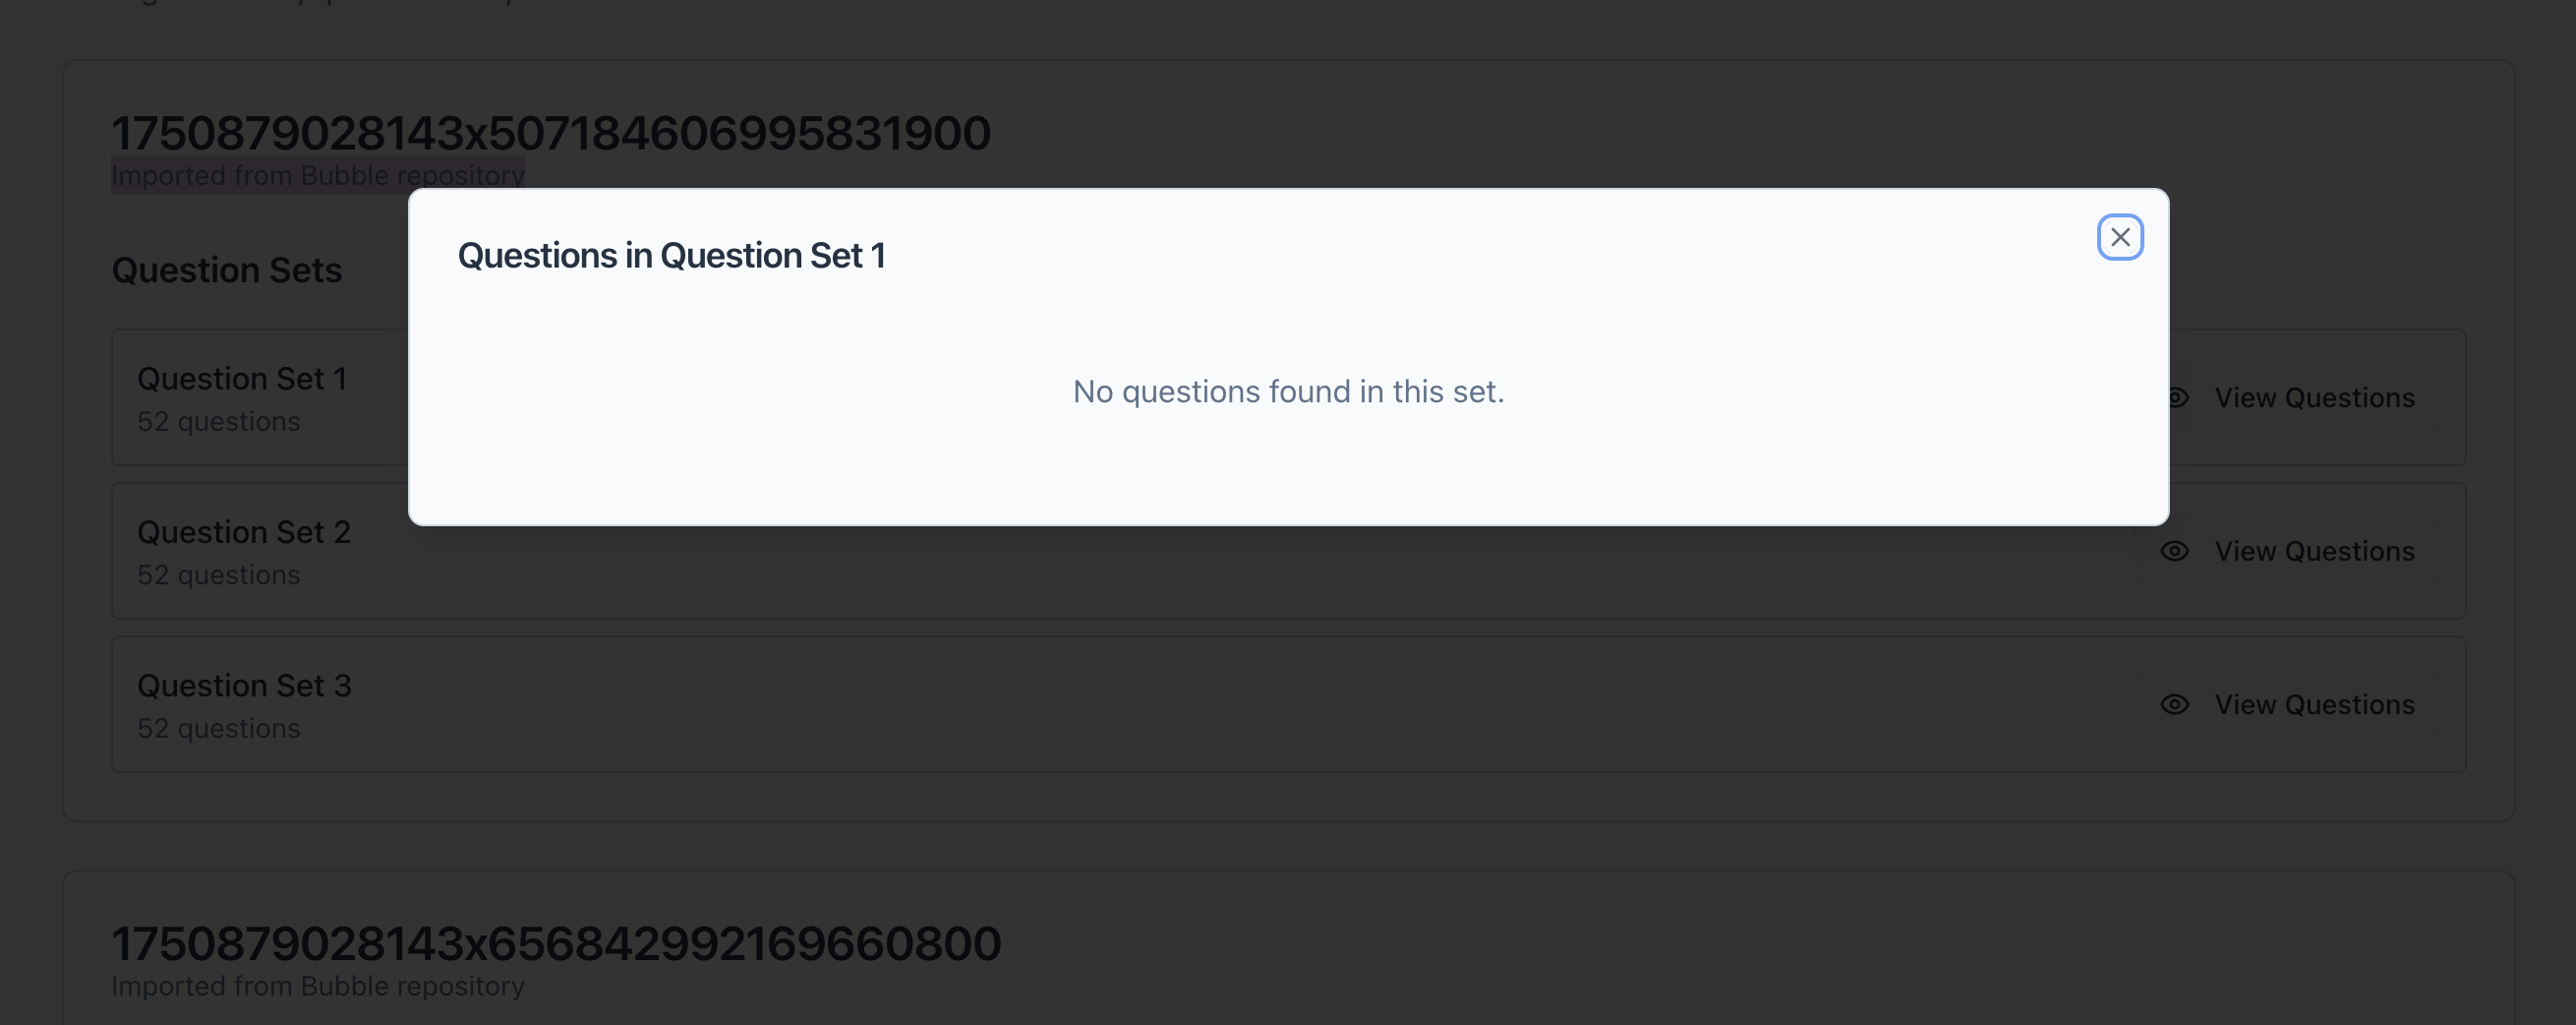 1750879028143x507184606995831900
Imported from Bubble repository
Questions in Question Set 1
No questions found in this set.
Question Sets
Question Set 1
52 questions
View Questions
Question Set 2
52 questions
View Questions
Question Set 3
52 questions
View Questions
1750879028143x656842992169660800
Imported from Bubble repository